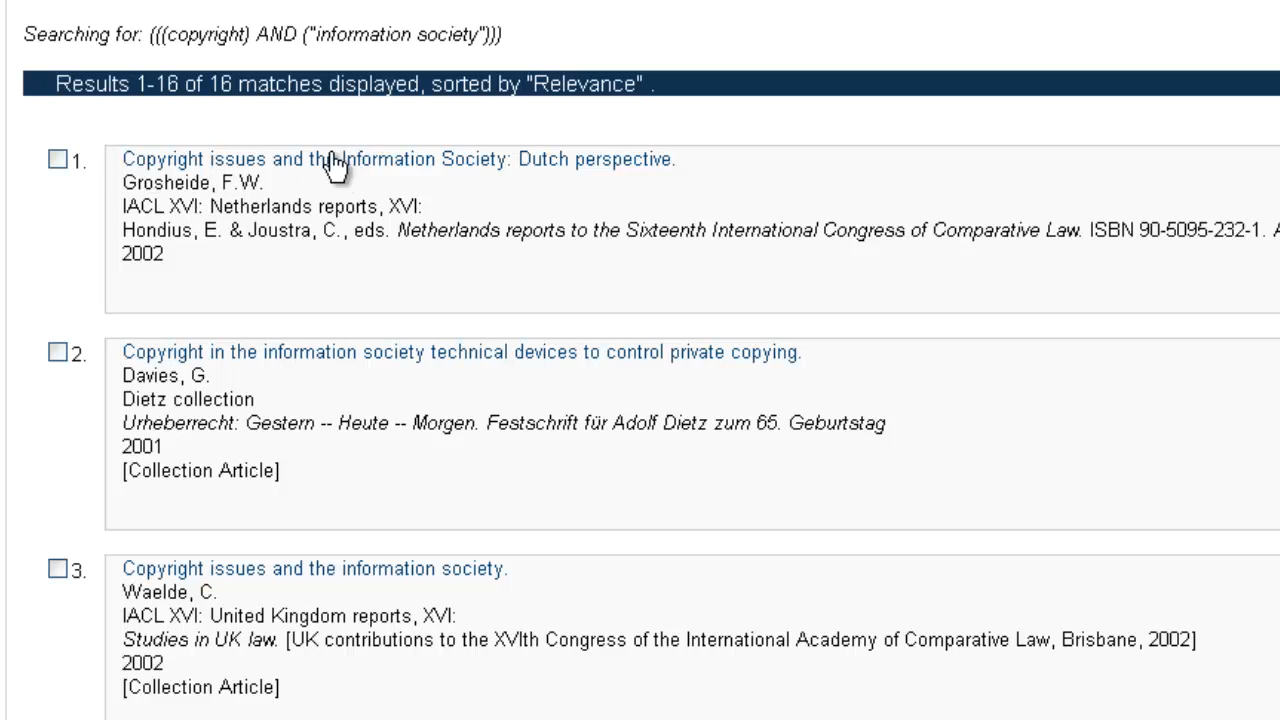 Searching for: (((copyright) AND ("information society")))
Results 1-16 of 16 matches displayed, sorted by "Relevance" .
1. Copyright issues and the Information Society: Dutch perspective.
Grosheide, F.W.
IACL XVI: Netherlands reports, XVI:
Hondius, E. & Joustra, C., eds. Netherlands reports to the Sixteenth International Congress of Comparative Law. ISBN 90-5095-232-1.
2002
2. Copyright in the information society technical devices to control private copying.
Davies, G.
Dietz collection
Urheberrecht: Gestern -- Heute -- Morgen. Festschrift für Adolf Dietz zum 65. Geburtstag
2001
[Collection Article]
3. Copyright issues and the information society.
Waelde, C.
IACL XVI: United Kingdom reports, XVI:
Studies in UK law. [UK contributions to the XVIth Congress of the International Academy of Comparative Law, Brisbane, 2002]
2002
[Collection Article]